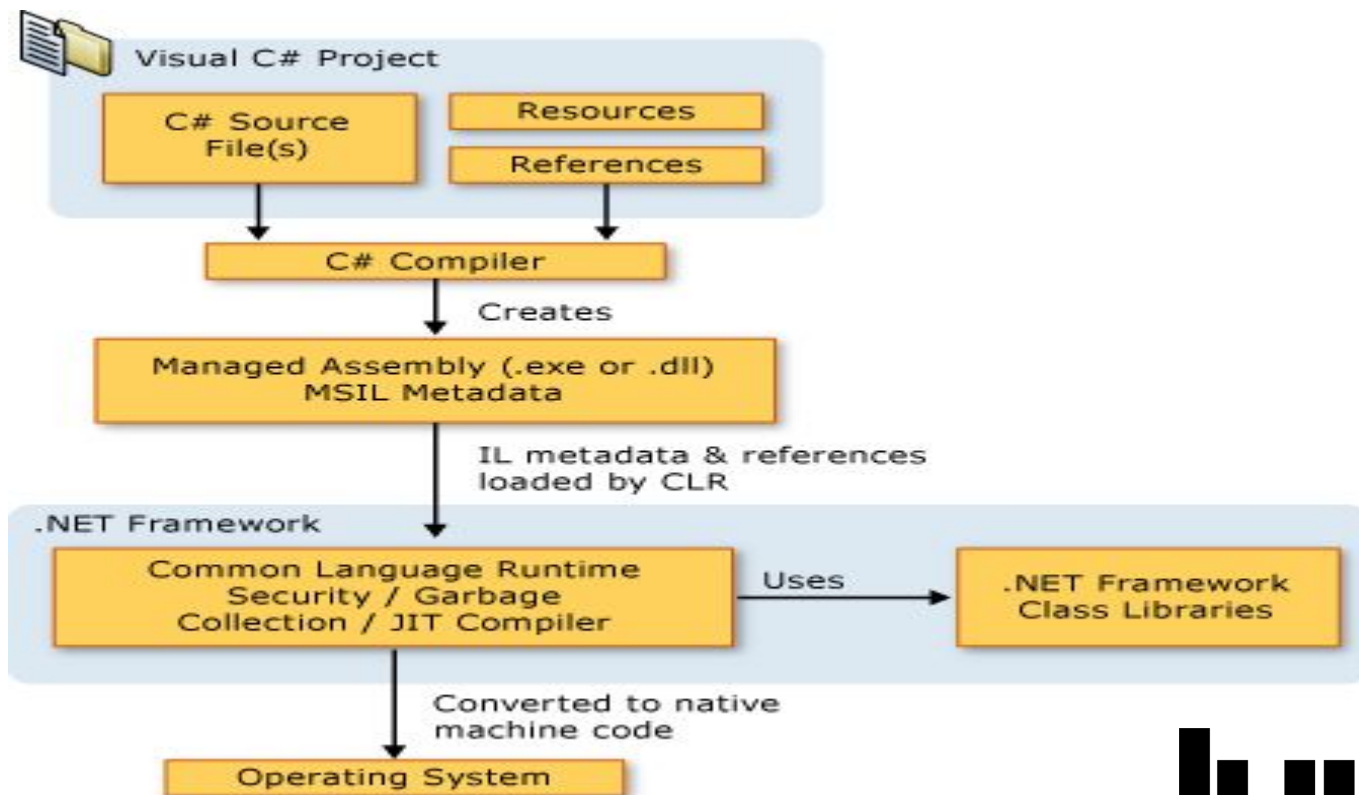 Visual C# Project
C# Source
File(s)
Resources
References
C# Compiler
Creates
Managed Assembly (.exe or .dll)
MSIL Metadata
IL metadata & references
loaded by CLR
.NET Framework
Common Language Runtime
Security / Garbage
Collection / JIT Compiler
Uses
.NET Framework
Class Libraries
Converted to native
machine code
Operating System